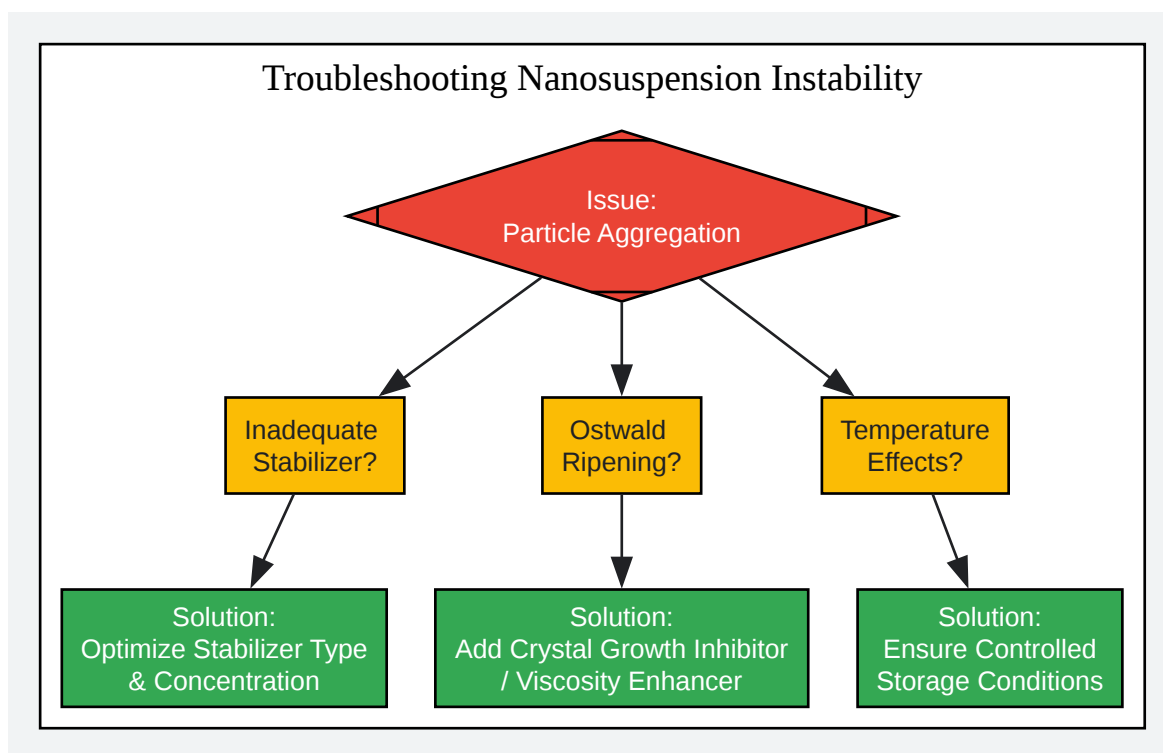 Troubleshooting Nanosuspension Instability
Issue:
Particle Aggregation
Inadequate
Stabilizer?
Ostwald
Ripening?
Temperature
Effects?
Solution:
Optimize Stabilizer Type
& Concentration
Solution:
Add Crystal Growth Inhibitor
/ Viscosity Enhancer
Solution:
Ensure Controlled
Storage Conditions